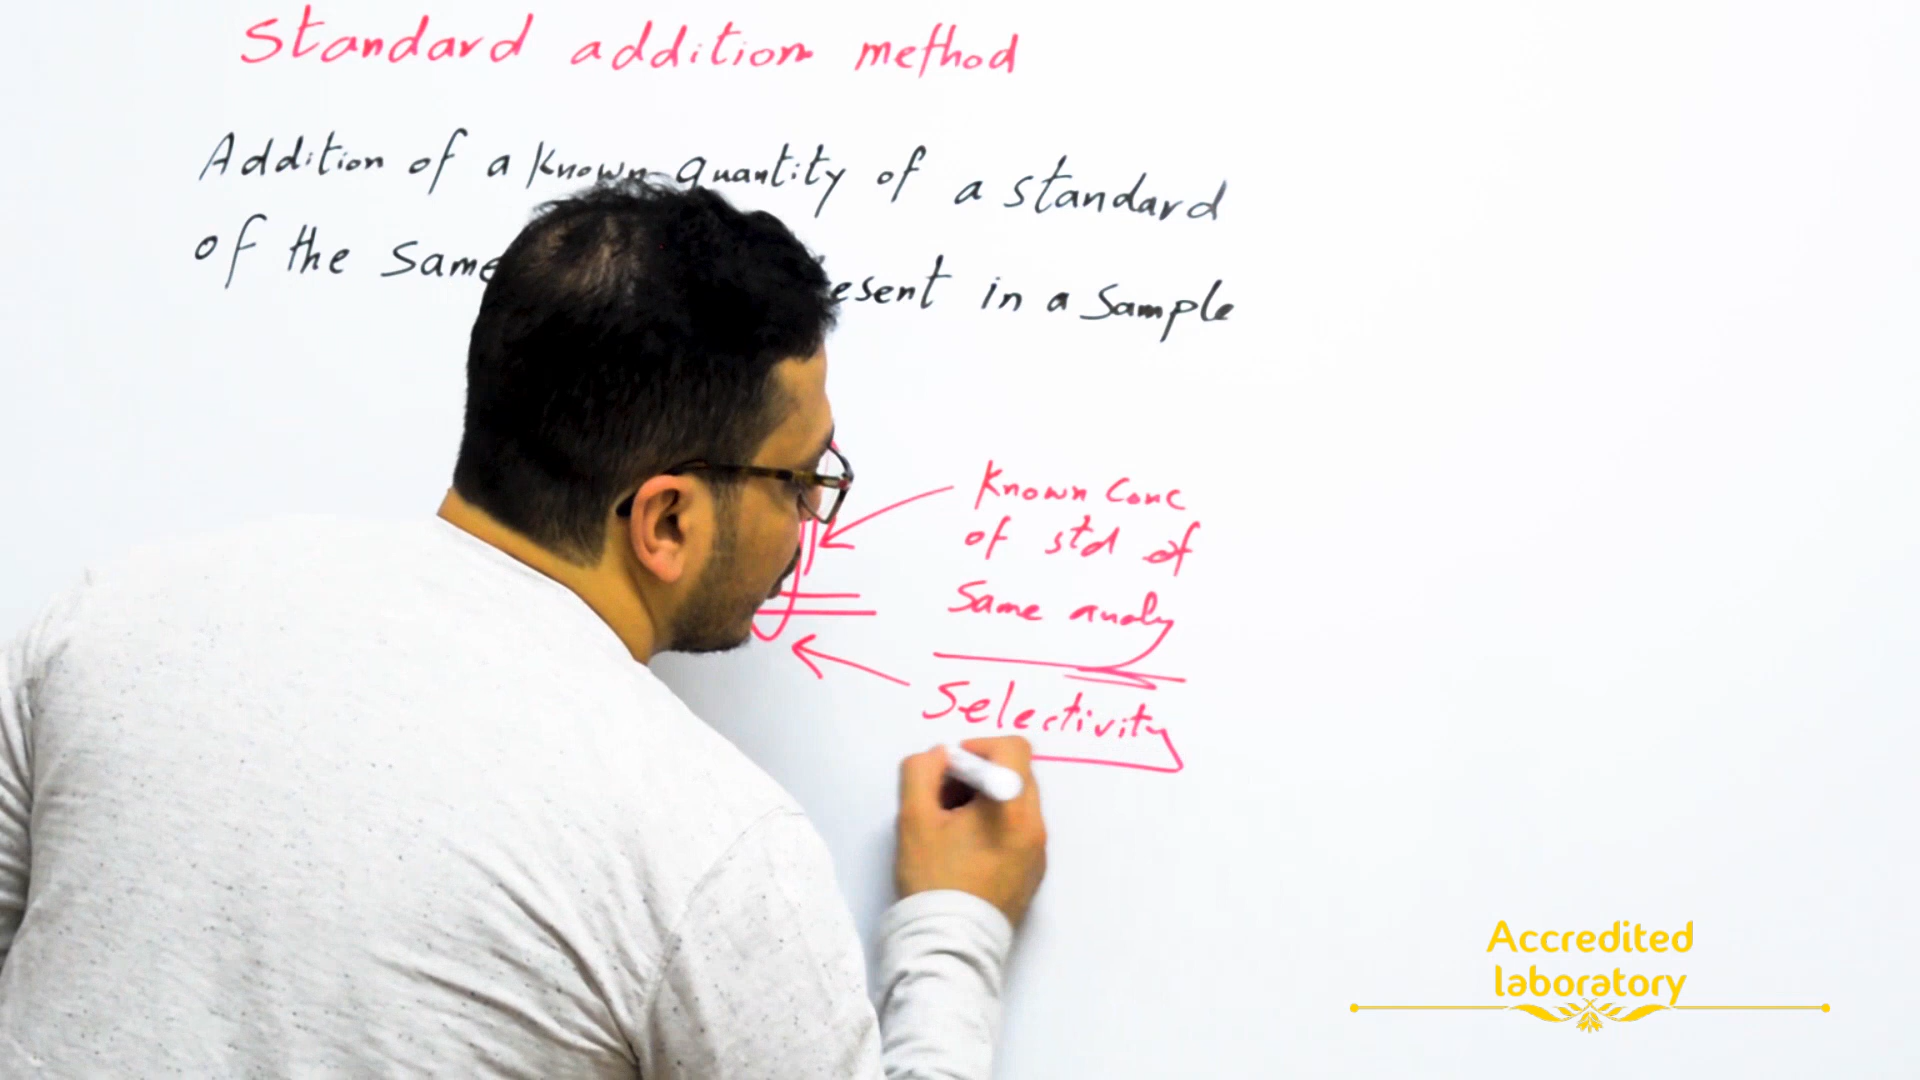 Standard addition method
Addition of a Known quantity of a standard
of the same esent in a Sample
Known Conc
of std of
Same analy
Selectivity
Accredited
laboratory